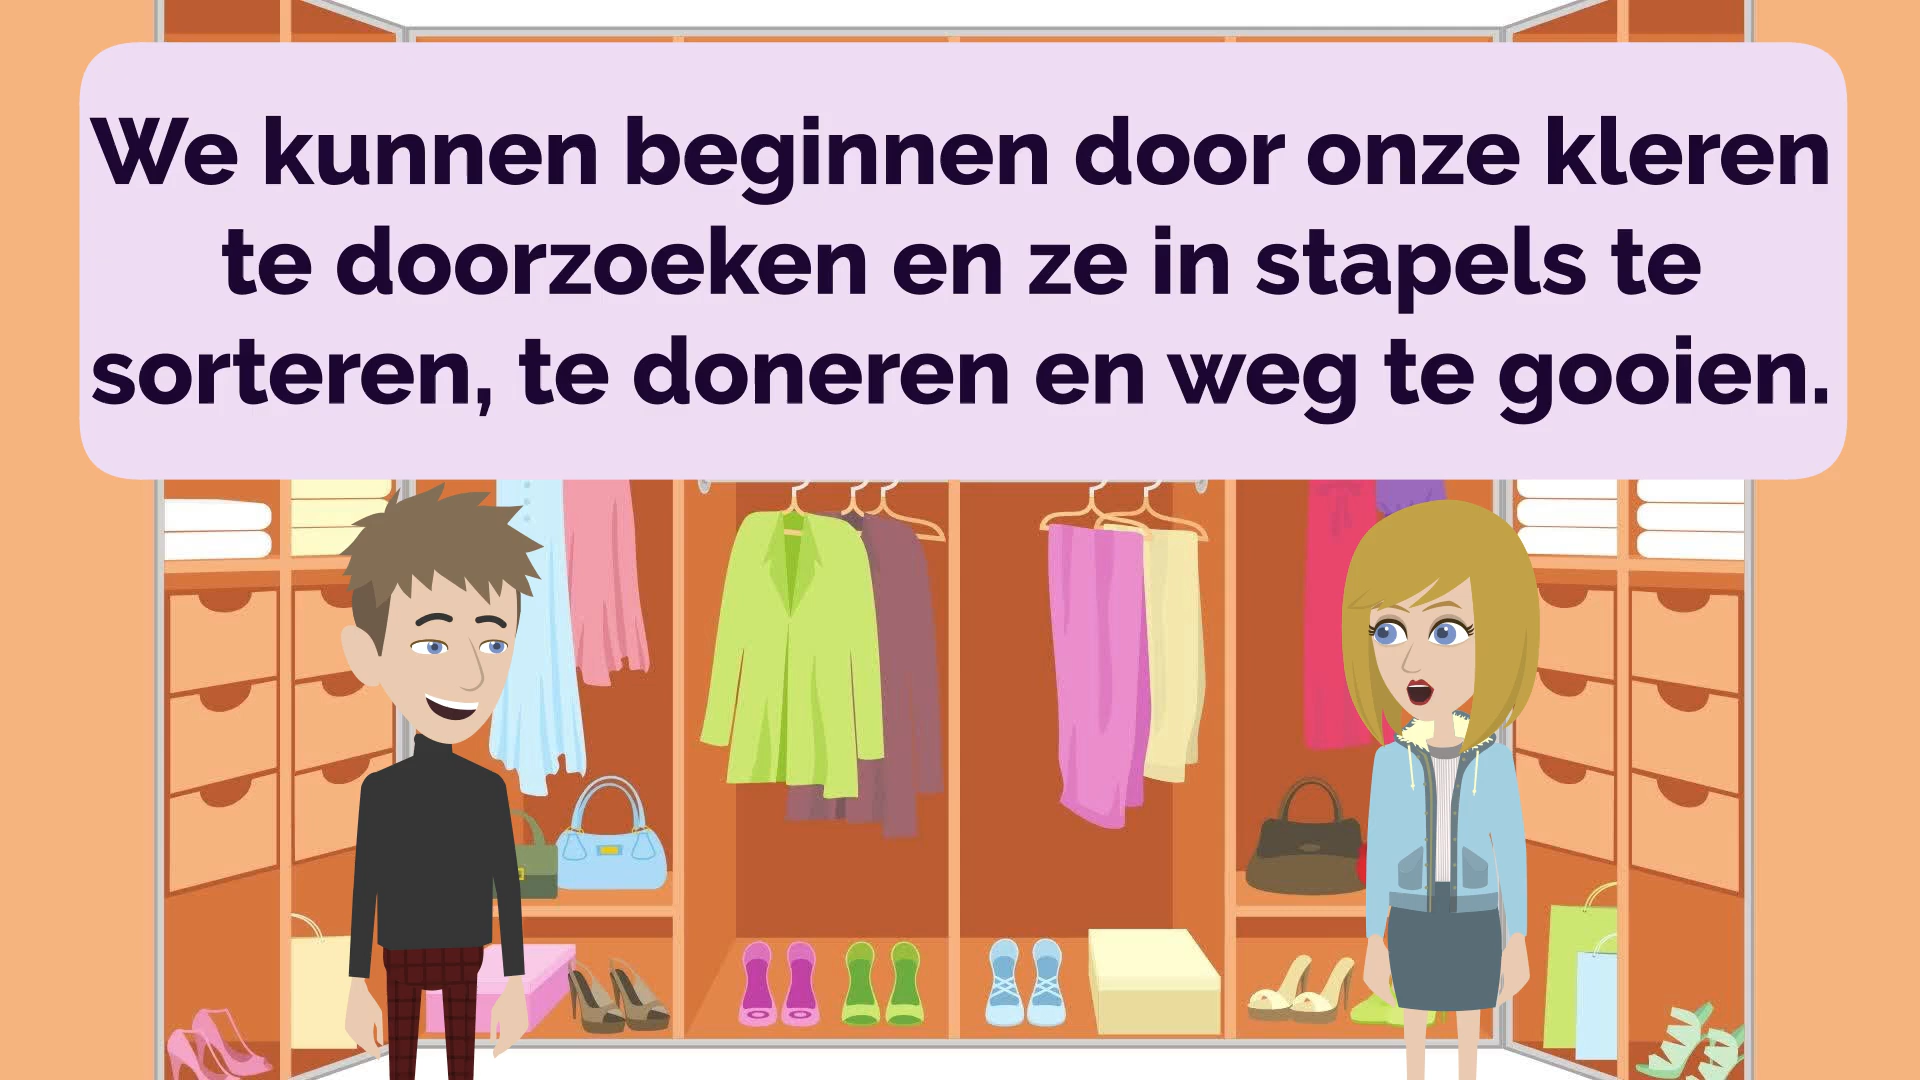 We kunnen beginnen door onze kleren
te doorzoeken en ze in stapels te
sorteren, te doneren en weg te gooien.